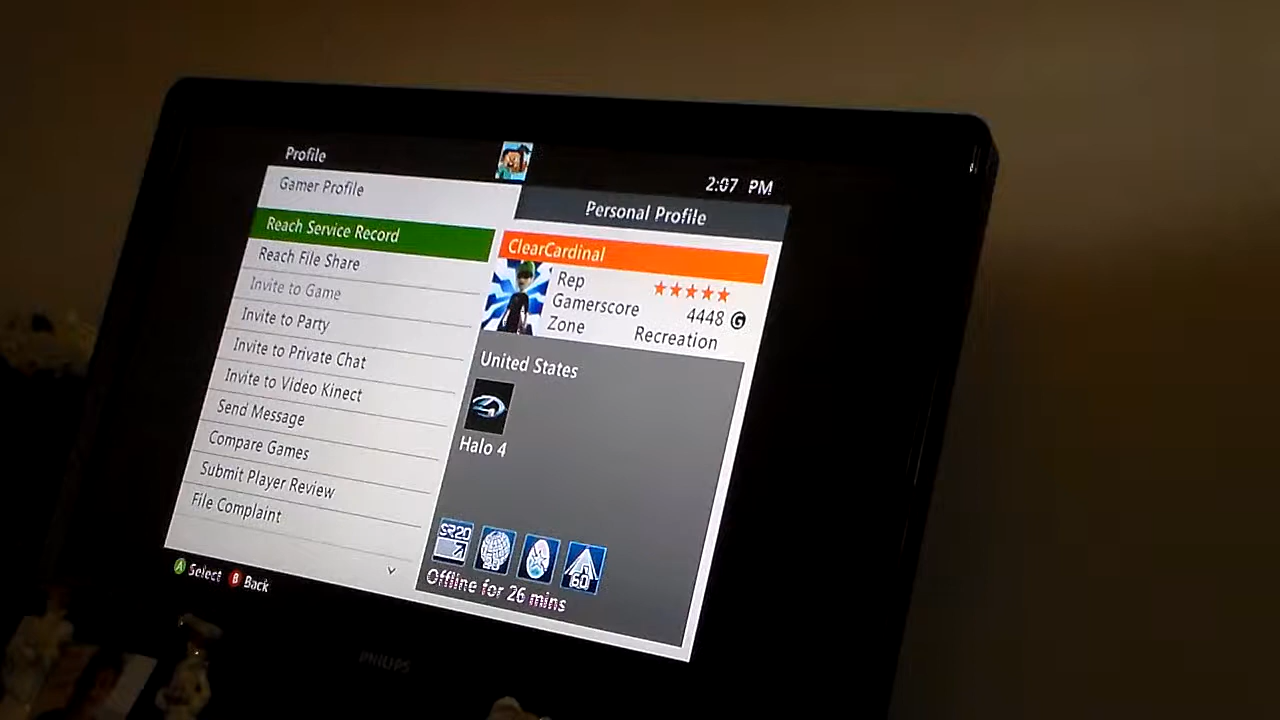 Profile
2:07 PM
Gamer Profile
Reach Service Record
Reach File Share
Invite to Game
Invite to Party
Invite to Private Chat
Invite to Video Kinect
Send Message
Compare Games
Submit Player Review
File Complaint
A Select B Back
Personal Profile
ClearCardinal
Rep
Gamerscore 4448 G
Zone Recreation
United States
Halo 4
SR20
60
Offline for 26 mins
PHILIPS